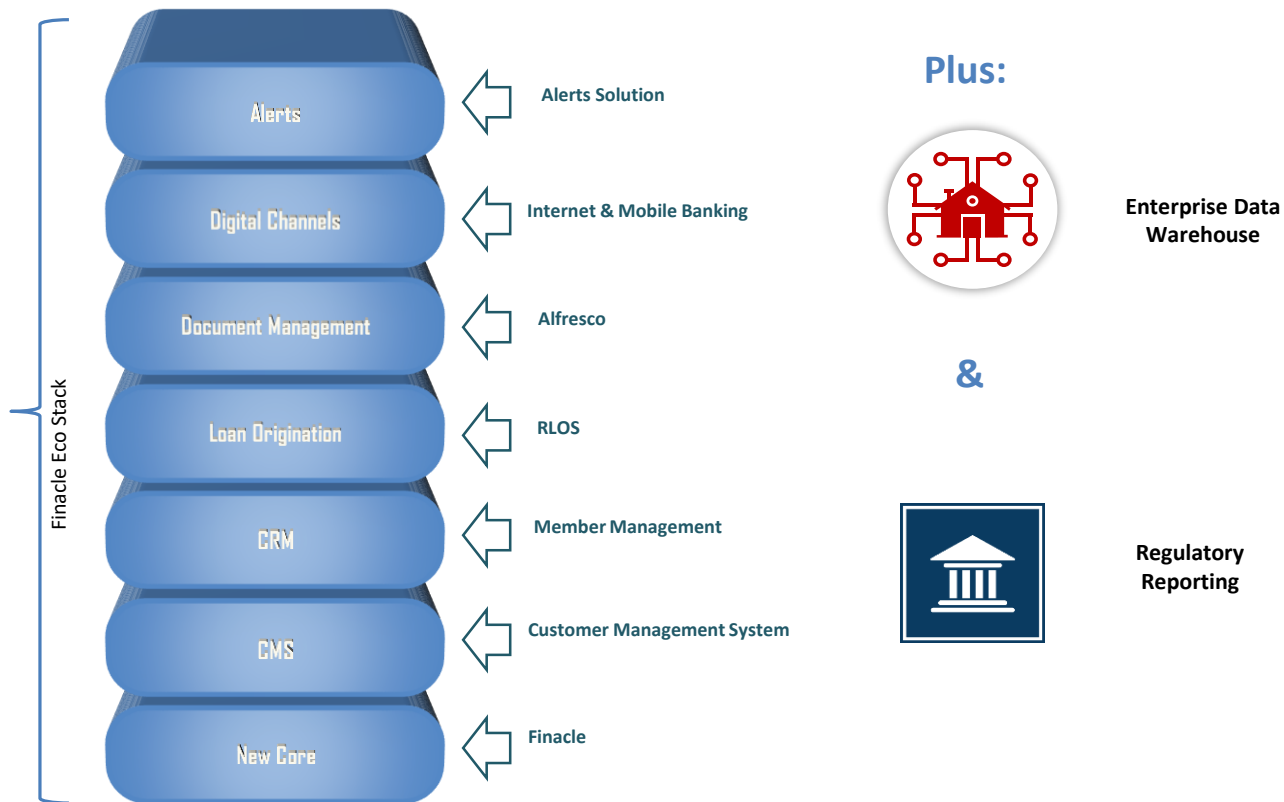 Plus:
Alerts
Alerts Solution
Digital Channels
Internet & Mobile Banking
Enterprise Data
Warehouse
Document Management
Alfresco
&
Finacle Eco Stack
Loan Origination
RLOS
CRM
Member Management
Regulatory
Reporting
CMS
Customer Management System
New Core
Finacle